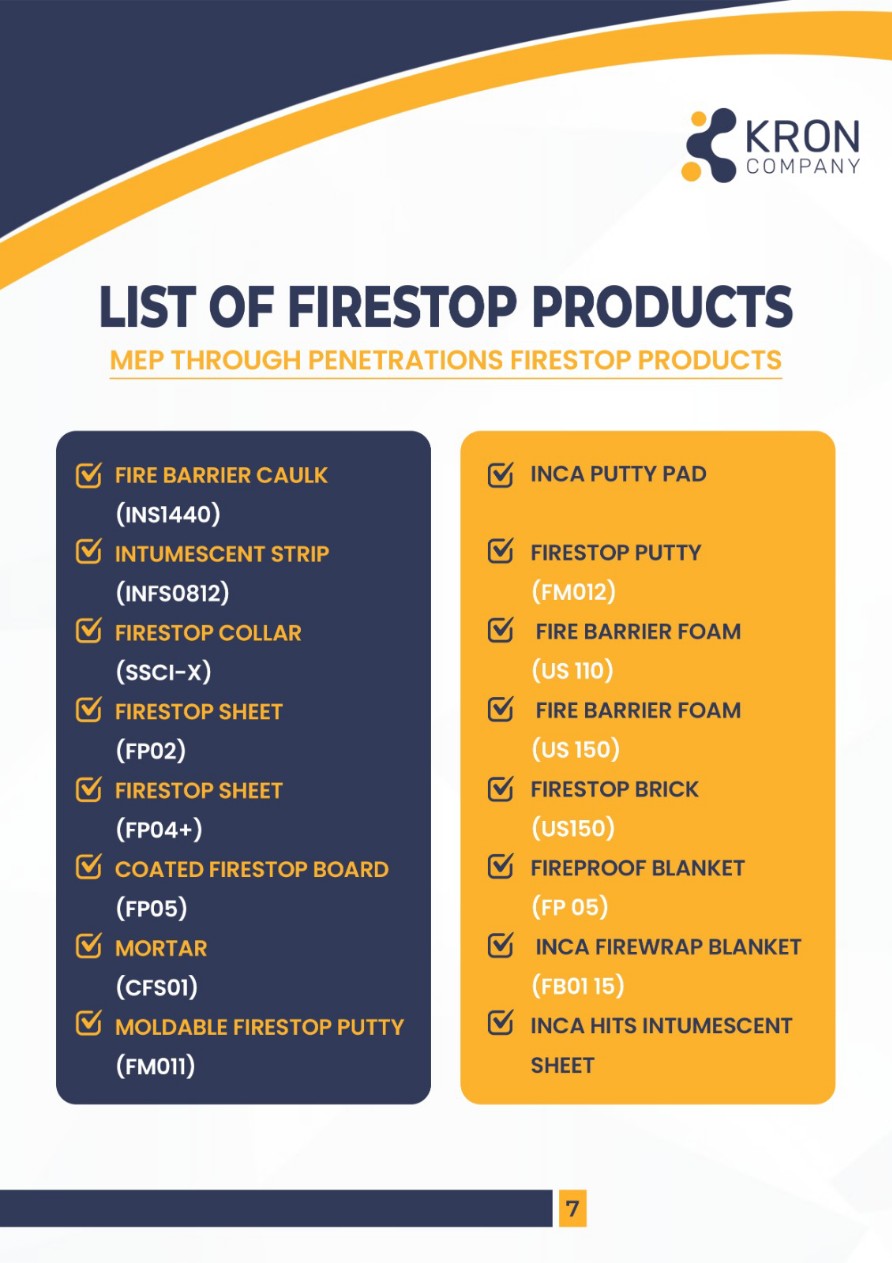 KRON
COMPANY
LIST OF FIRESTOP PRODUCTS
MEP THROUGH PENETRATIONS FIRESTOP PRODUCTS
FIRE BARRIER CAULK
(INS1440)
INTUMESCENT STRIP
(INFS0812)
FIRESTOP COLLAR
(SSCI-X)
FIRESTOP SHEET
(FP02)
FIRESTOP SHEET
(FP04+)
COATED FIRESTOP BOARD
(FP05)
MORTAR
(CFS01)
MOLDABLE FIRESTOP PUTTY
(FM011)
INCA PUTTY PAD
FIRESTOP PUTTY
(FM012)
FIRE BARRIER FOAM
(US 110)
FIRE BARRIER FOAM
(US 150)
FIRESTOP BRICK
(US150)
FIREPROOF BLANKET
(FP 05)
INCA FIREWRAP BLANKET
(FB01 15)
INCA HITS INTUMESCENT
SHEET
7